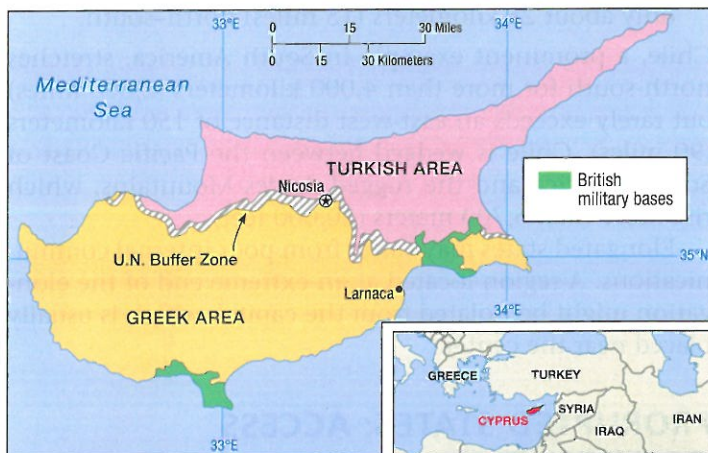 33°E
0 15 30 Miles
0 15 30 Kilometers
34°E
Mediterranean
Sea
TURKISH AREA
Nicosia
British
military bases
U.N. Buffer Zone
35°N
35°N
Larnaca
GREEK AREA
34°E
33°E
GREECE
TURKEY
CYPRUS
SYRIA
IRAQ
IRAN